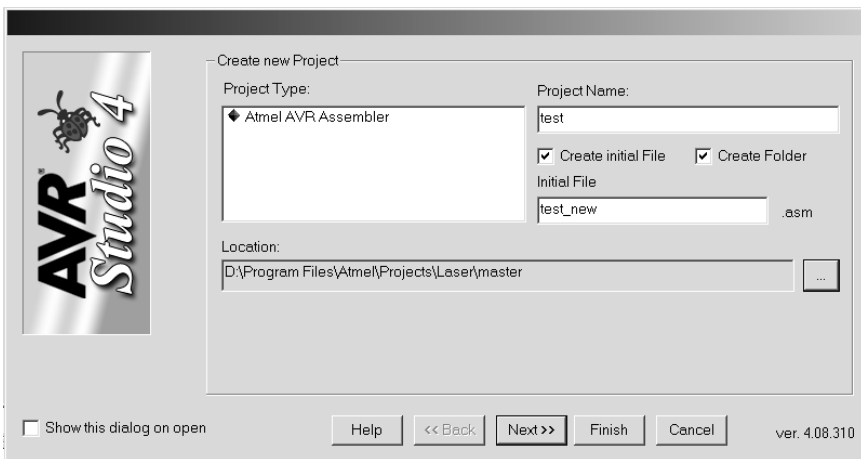 AVR®
Studio 4
Create new Project
Project Type:
Atmel AVR Assembler
Project Name:
test
Create initial File
Create Folder
Initial File
test_new
.asm
Location:
D:\Program Files\Atmel\Projects\Laser\master
...
Show this dialog on open
Help
<< Back
Next >>
Finish
Cancel
ver. 4.08.310